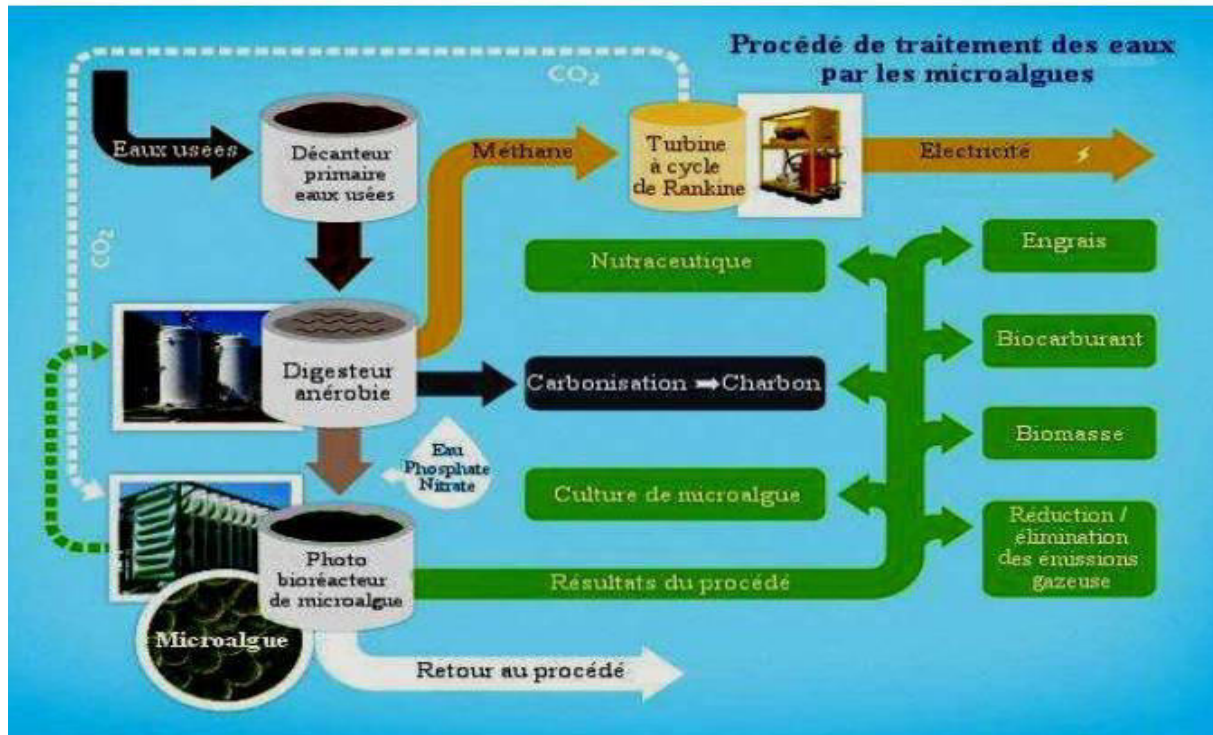 Procédé de traitement des eaux
par les microalgues
CO₂
Eaux usées
Décanteur
primaire
eaux usées
Méthane
Turbine
à cycle
de Rankine
Electricité
CO₂
Nutraceutique
Engrais
Digesteur
anérobie
Carbonisation ➡ Charbon
Biocarburant
Eau
Phosphate
Nitrate
Biomasse
Culture de microalgue
Réduction /
élimination
des émissions
gazeuse
Photo
bioréacteur
de microalgue
Résultats du procédé
Microalgue
Retour au procédé